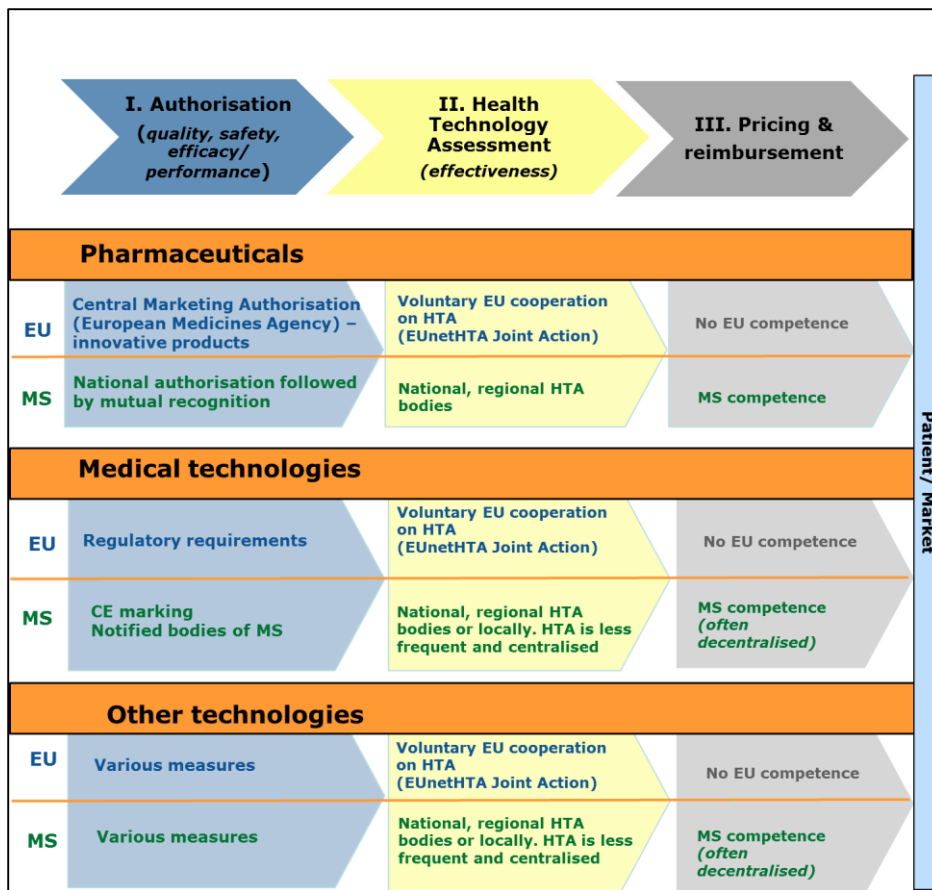 I. Authorisation
(quality, safety,
efficacy/
performance)
II. Health
Technology
Assessment
(effectiveness)
III. Pricing &
reimbursement
Pharmaceuticals
EU
Central Marketing Authorisation
(European Medicines Agency) –
innovative products
Voluntary EU cooperation
on HTA
(EUnetHTA Joint Action)
No EU competence
MS
National authorisation followed
by mutual recognition
National, regional HTA
bodies
MS competence
Medical technologies
EU
Regulatory requirements
Voluntary EU cooperation
on HTA
(EUnetHTA Joint Action)
No EU competence
MS
CE marking
Notified bodies of MS
National, regional HTA
bodies or locally. HTA is less
frequent and centralised
MS competence
(often
decentralised)
Other technologies
EU
Various measures
Voluntary EU cooperation
on HTA
(EUnetHTA Joint Action)
No EU competence
MS
Various measures
National, regional HTA
bodies or locally. HTA is less
frequent and centralised
MS competence
(often
decentralised)
Patient/ Market